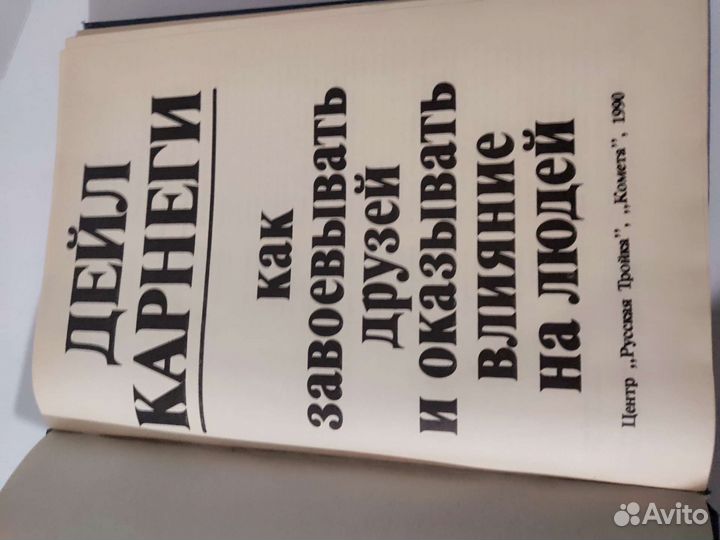 ДЕЙЛ
КАРНЕГИ
как
завоевывать
друзей
и оказывать
влияние
на людей
Центр „Русская Тройка", „Комета", 1990
Avito